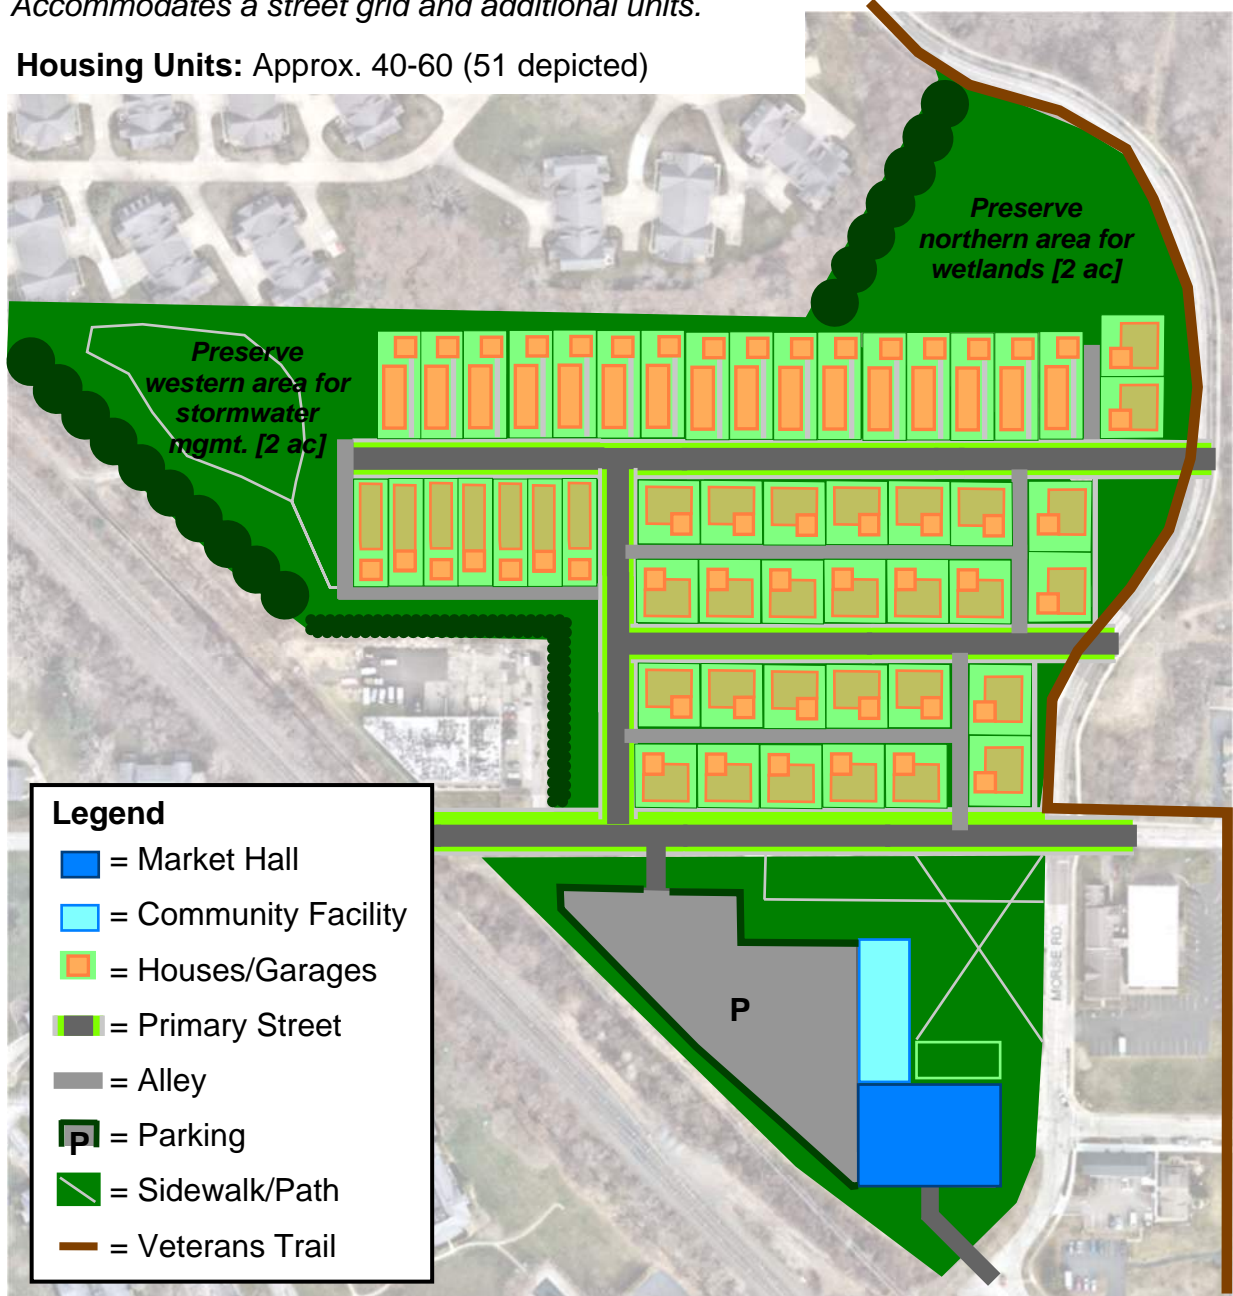 Accommodates a street grid and additional units.
Housing Units: Approx. 40-60 (51 depicted)
Preserve
northern area for
wetlands [2 ac]
Preserve
western area for
stormwater
mgmt. [2 ac]
Legend
= Market Hall
= Community Facility
= Houses/Garages
= Primary Street
= Alley
P = Parking
= Sidewalk/Path
= Veterans Trail
P
MORSE RD.